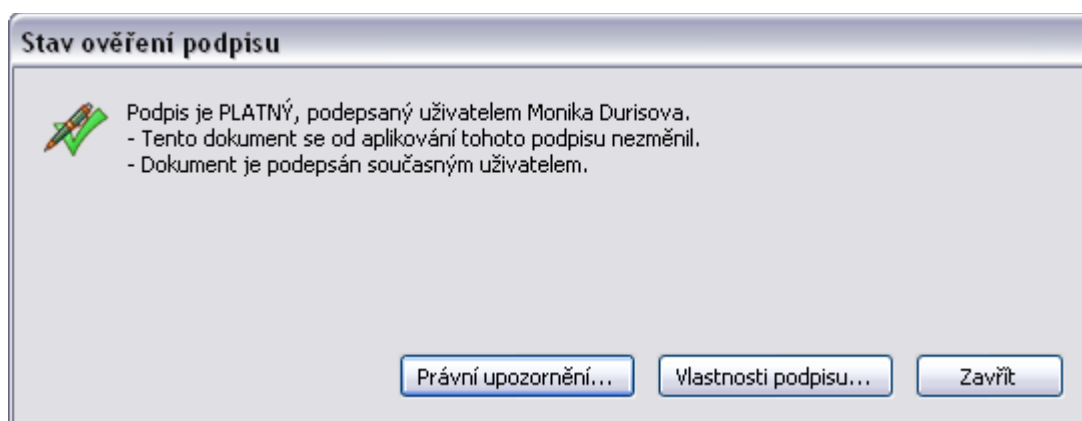 Stav ověření podpisu
Podpis je PLATNÝ, podepsaný uživatelem Monika Durisova.
- Tento dokument se od aplikování tohoto podpisu nezměnil.
- Dokument je podepsán současným uživatelem.
Právní upozornění... Vlastnosti podpisu... Zavřít